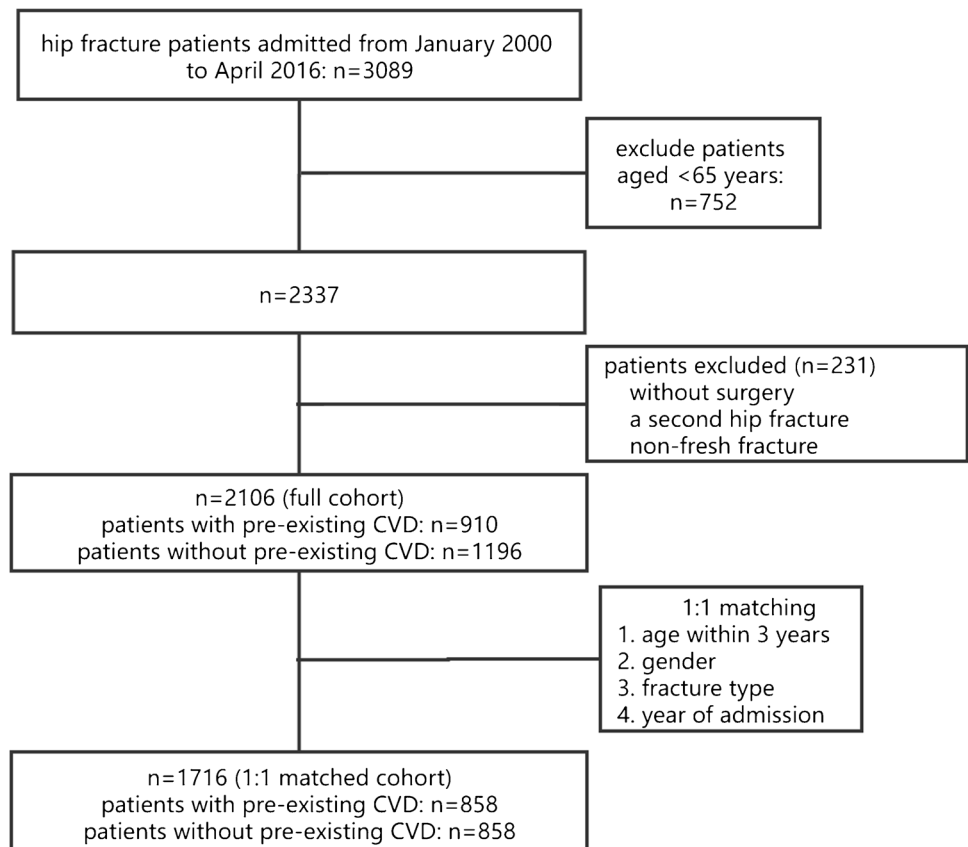 hip fracture patients admitted from January 2000
to April 2016: n=3089
exclude patients
aged <65 years:
n=752
n=2337
patients excluded (n=231)
without surgery
a second hip fracture
non-fresh fracture
n=2106 (full cohort)
patients with pre-existing CVD: n=910
patients without pre-existing CVD: n=1196
1:1 matching
1. age within 3 years
2. gender
3. fracture type
4. year of admission
n=1716 (1:1 matched cohort)
patients with pre-existing CVD: n=858
patients without pre-existing CVD: n=858